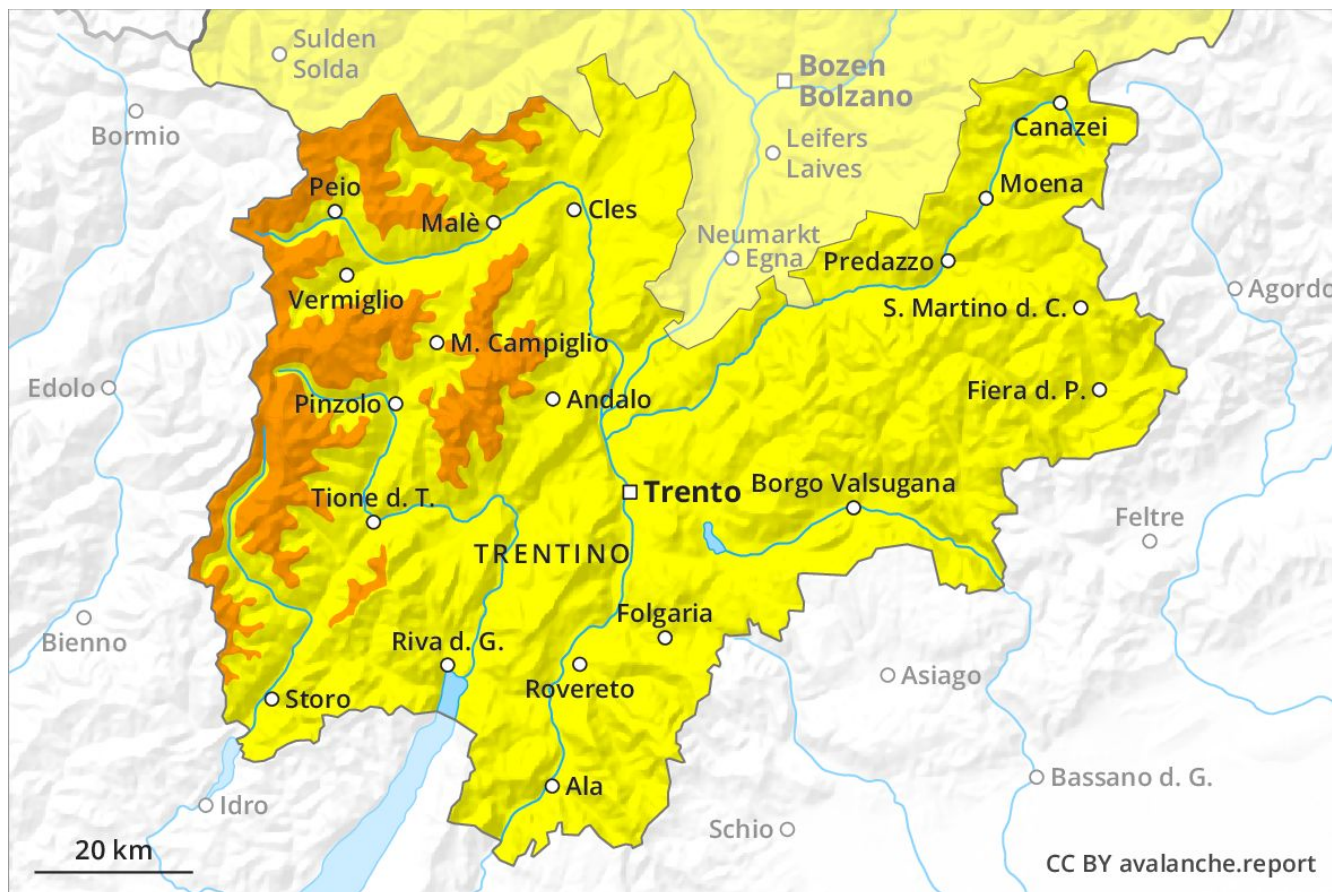 Sulden
Solda
Bozen
Bolzano
Bormio
Canazei
Leifers
Laives
Peio
Moena
Malè
Cles
Neumarkt
Egna
Predazzo
Vermiglio
Agordo
S. Martino d. C.
M. Campiglio
Edolo
Pinzolo
Andalo
Fiera d. P.
Tione d. T.
Trento
Borgo Valsugana
Feltre
TRENTINO
Folgaria
Bienno
Riva d. G.
Asiago
Storo
Rovereto
Bassano d. G.
Ala
Idro
Schio
20 km
CC BY avalanche.report